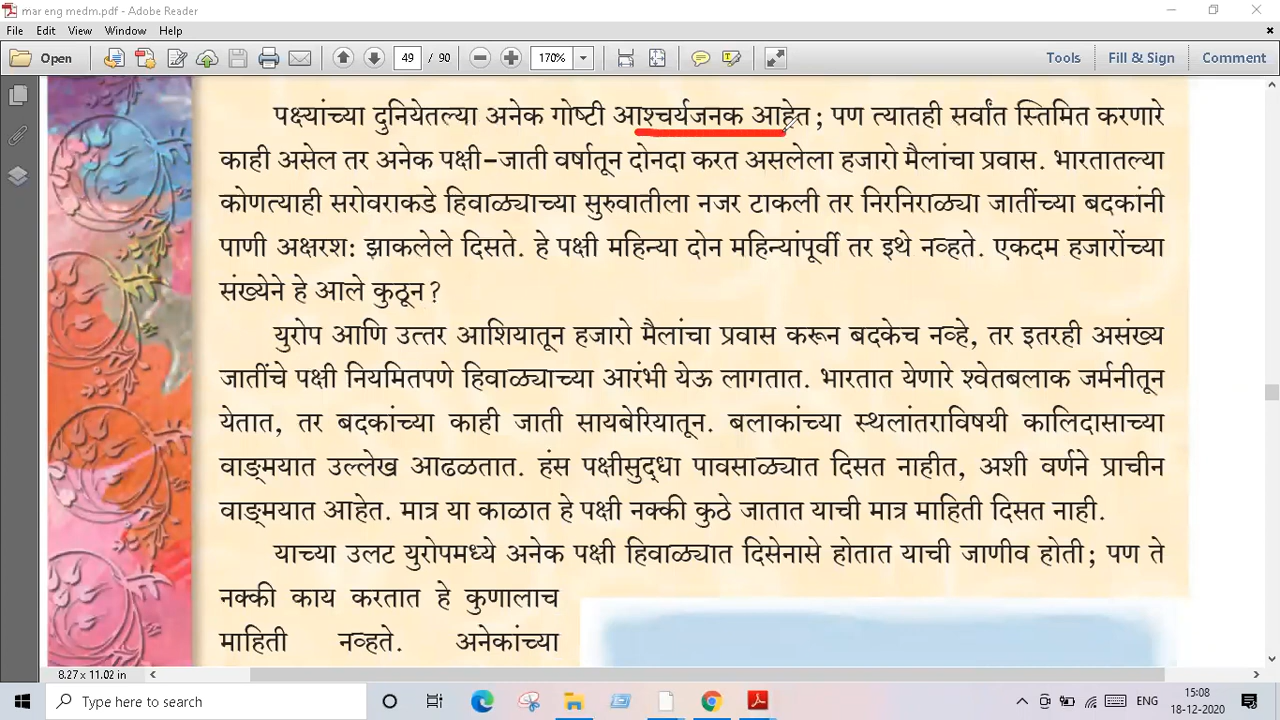 mar eng medm.pdf - Adobe Reader
File Edit View Window Help
Open 49 / 90 170% Tools Fill & Sign Comment
पक्ष्यांच्या दुनियेतल्या अनेक गोष्टी आश्चर्यजनक आहेत; पण त्यातही सर्वांत स्तिमित करणारे
काही असेल तर अनेक पक्षी-जाती वर्षातून दोनदा करत असलेला हजारो मैलांचा प्रवास. भारतातल्या
कोणत्याही सरोवराकडे हिवाळ्याच्या सुरुवातीला नजर टाकली तर निरनिराळ्या जातींच्या बदकांनी
पाणी अक्षरश: झाकलेले दिसते. हे पक्षी महिन्या दोन महिन्यांपूर्वी तर इथे नव्हते. एकदम हजारोंच्या
संख्येने हे आले कुठून?
युरोप आणि उत्तर आशियातून हजारो मैलांचा प्रवास करून बदकेच नव्हे, तर इतरही असंख्य
जातींचे पक्षी नियमितपणे हिवाळ्याच्या आरंभी येऊ लागतात. भारतात येणारे श्वेतबलाक जर्मनीतून
येतात, तर बदकांच्या काही जाती सायबेरियातून. बलाकांच्या स्थलांतराविषयी कालिदासाच्या
वाङ्मयात उल्लेख आढळतात. हंस पक्षीसुद्धा पावसाळ्यात दिसत नाहीत, अशी वर्णने प्राचीन
वाङ्मयात आहेत. मात्र या काळात हे पक्षी नक्की कुठे जातात याची मात्र माहिती दिसत नाही.
याच्या उलट युरोपमध्ये अनेक पक्षी हिवाळ्यात दिसेनासे होतात याची जाणीव होती; पण ते
नक्की काय करतात हे कुणालाच
माहिती नव्हते. अनेकांच्या
8.27 x 11.02 in
Type here to search
ENG 15:08
18-12-2020